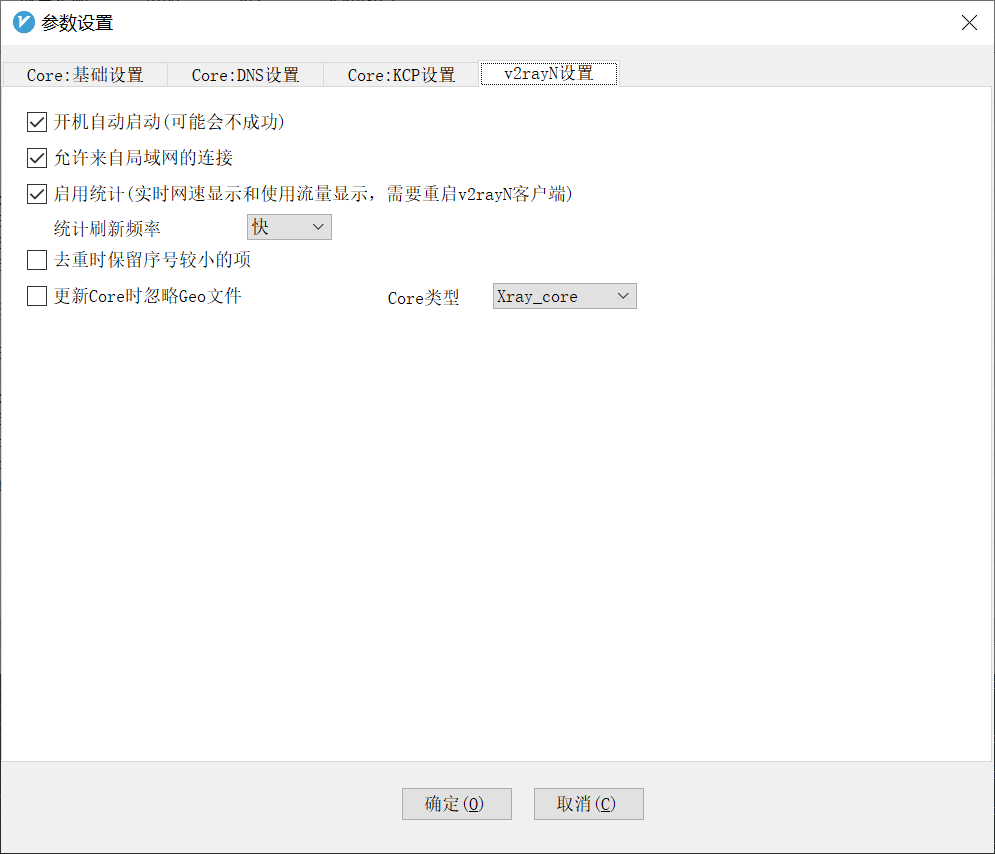 参数设置
Core:基础设置 Core:DNS设置 Core:KCP设置 v2rayN设置
开机自动启动(可能会不成功)
允许来自局域网的连接
启用统计(实时网速显示和使用流量显示，需要重启v2rayN客户端)
统计刷新频率 快
去重时保留序号较小的项
更新Core时忽略Geo文件 Core类型 Xray_core
确定(O) 取消(C)